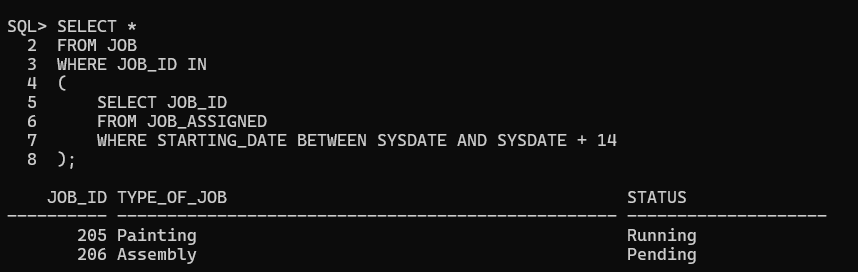 SQL> SELECT *
  2  FROM JOB
  3  WHERE JOB_ID IN
  4  (
  5      SELECT JOB_ID
  6      FROM JOB_ASSIGNED
  7      WHERE STARTING_DATE BETWEEN SYSDATE AND SYSDATE + 14
  8  );

    JOB_ID TYPE_OF_JOB                                        STATUS
---------- -------------------------------------------------- --------------------
       205 Painting                                           Running
       206 Assembly                                           Pending